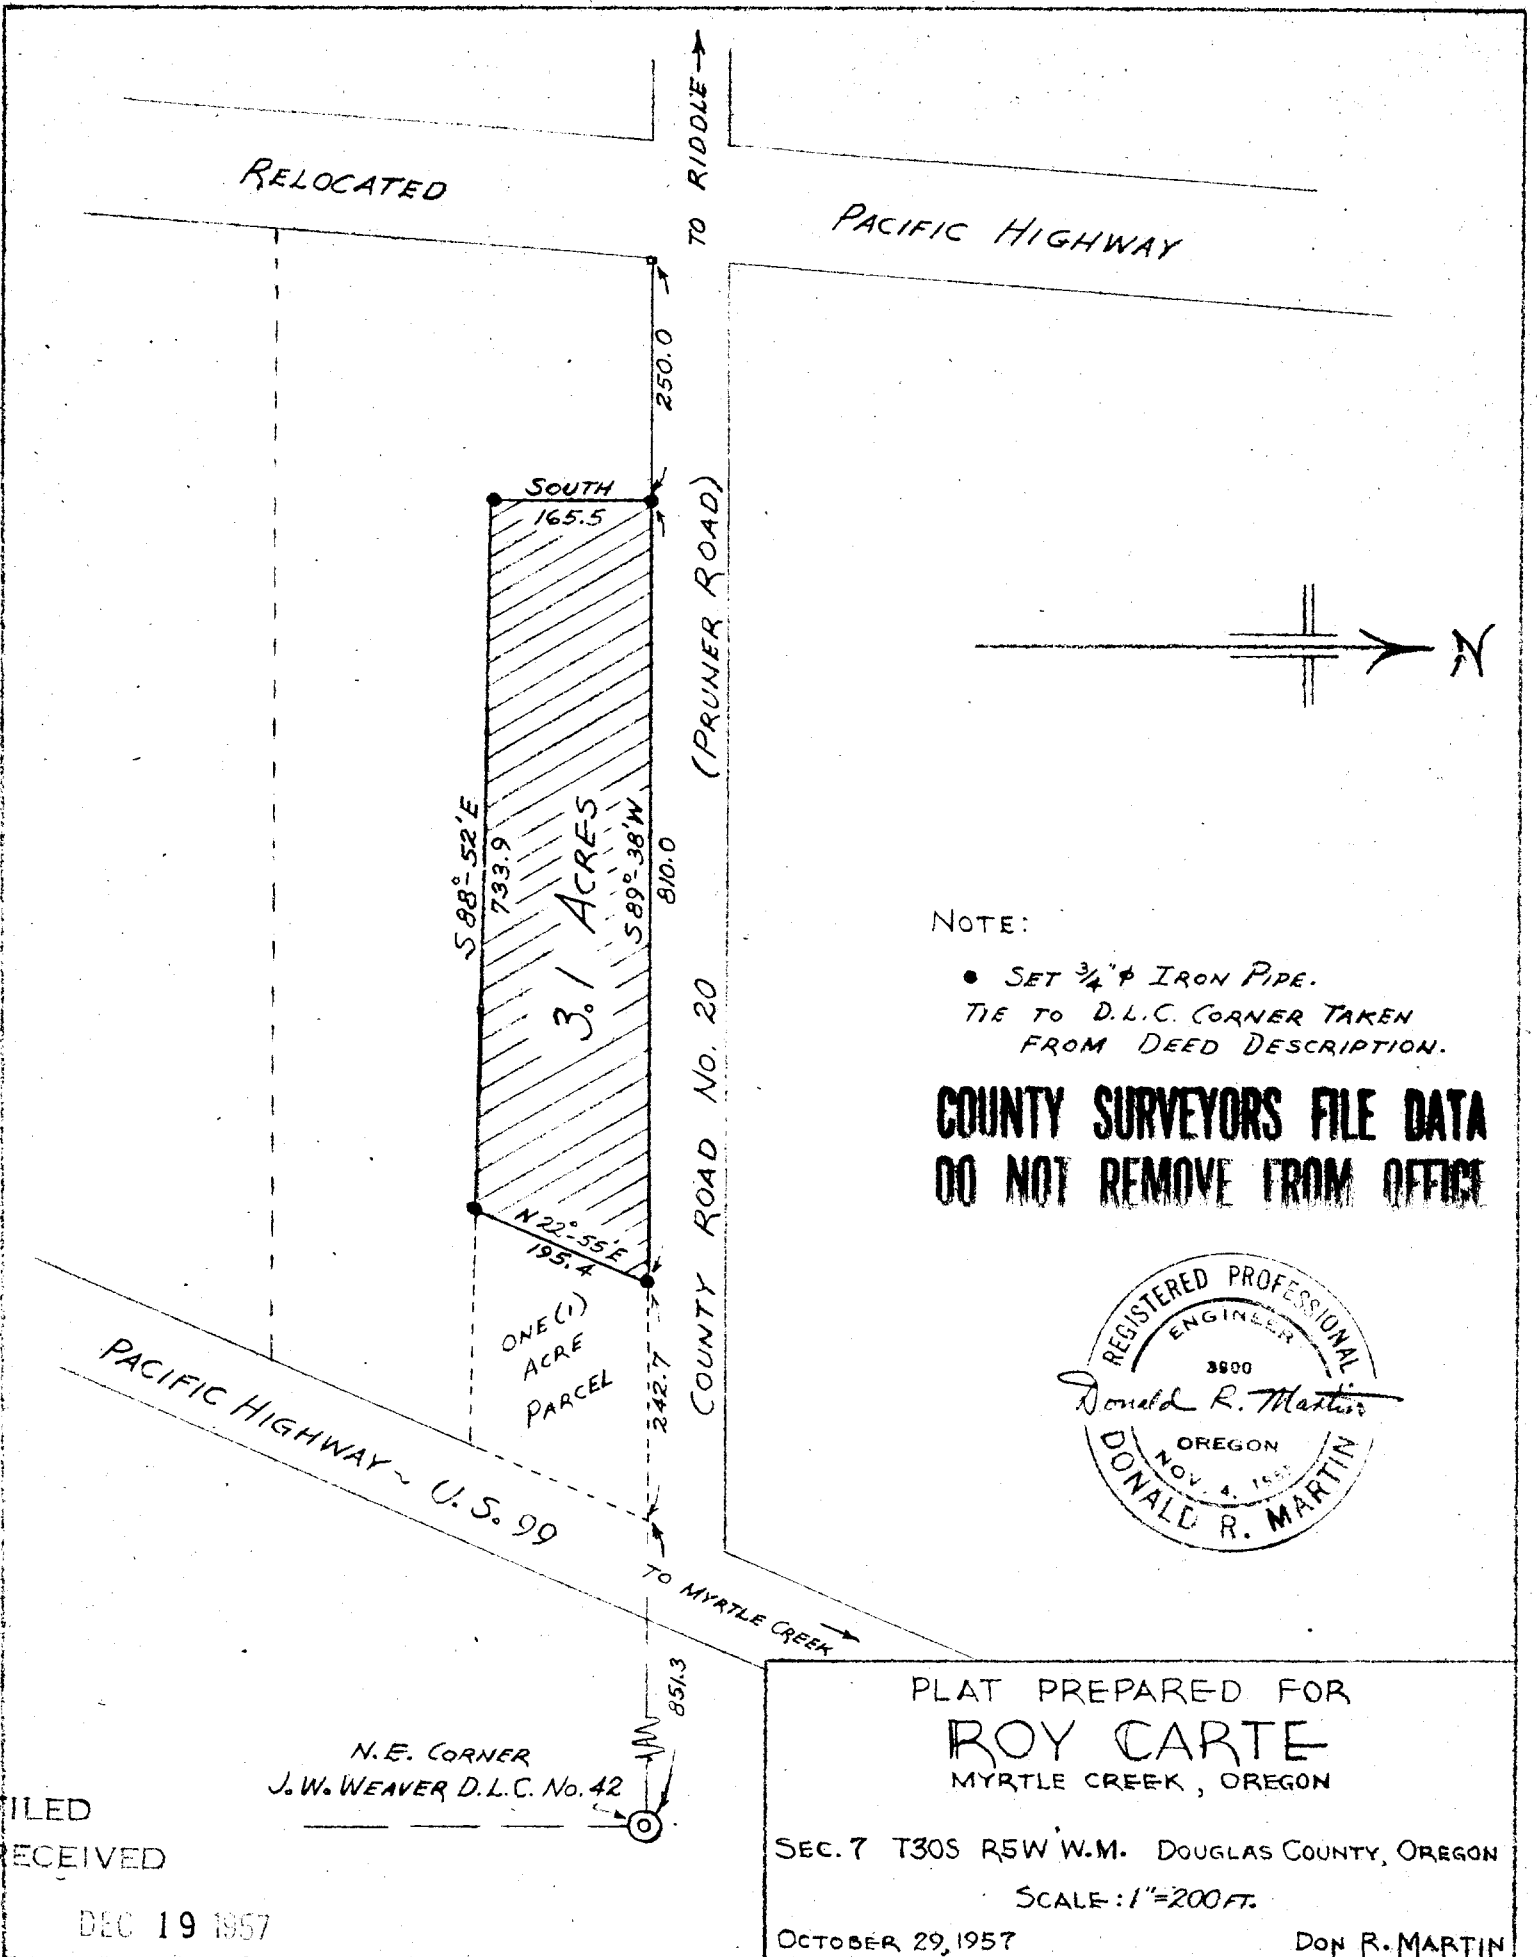 TO RIDDLE →
RELOCATED
PACIFIC HIGHWAY
250.0
SOUTH
165.5
(PRUNER ROAD)
N
S 88°-52'E
733.9
3.1 ACRES
S 89°-38'W
810.0
COUNTY ROAD No. 20
NOTE:
• SET 3/4"ϕ IRON PIPE.
TIE TO D.L.C. CORNER TAKEN
FROM DEED DESCRIPTION.
COUNTY SURVEYORS FILE DATA
DO NOT REMOVE FROM OFFICE
N 22°-55'E
195.4
ONE (1)
ACRE
PARCEL
242.7
PACIFIC HIGHWAY ~ U.S. 99
REGISTERED PROFESSIONAL
ENGINEER
3800
Donald R. Martin
OREGON
NOV. 4,
DONALD R. MARTIN
TO MYRTLE CREEK →
851.3
N.E. CORNER
J.W. WEAVER D.L.C. No. 42
ILED
RECEIVED
DEC 19 1957
PLAT PREPARED FOR
ROY CARTE
MYRTLE CREEK, OREGON
SEC. 7 T30S R5W W.M. DOUGLAS COUNTY, OREGON
SCALE: 1"=200 FT.
OCTOBER 29, 1957
DON R. MARTIN